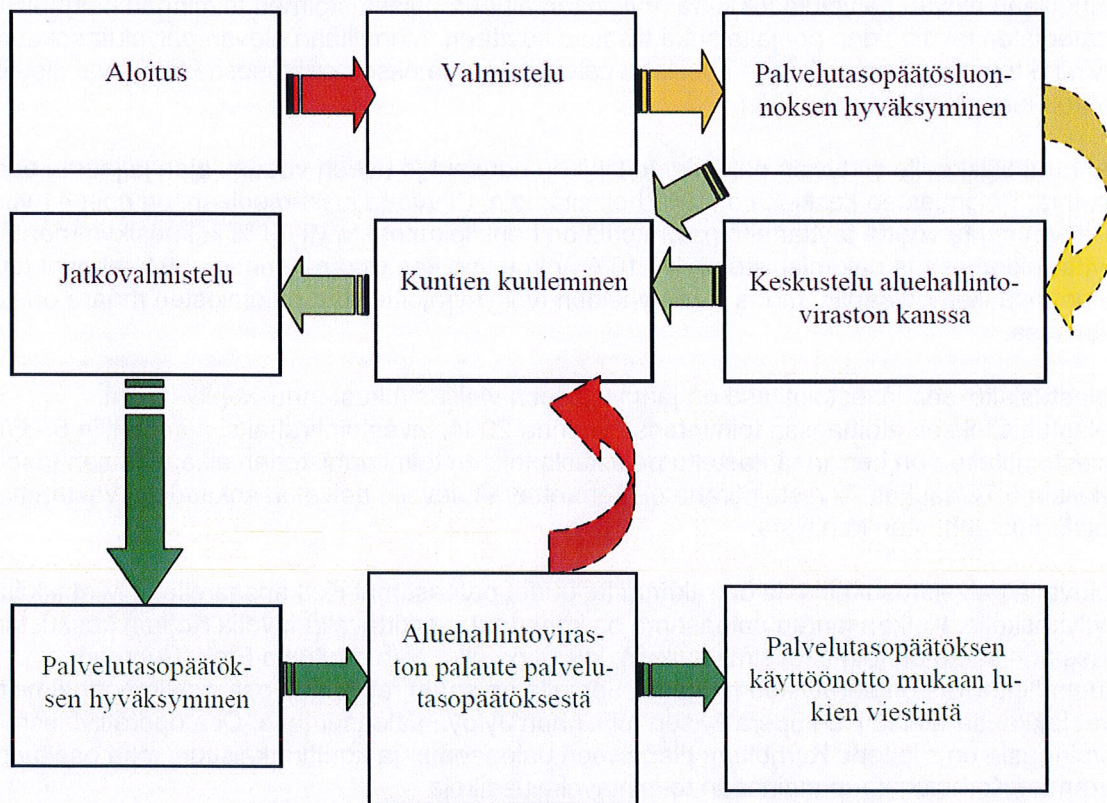 Aloitus
Valmistelu
Palvelutasopäätösluon-
noksen hyväksyminen
Jatkovalmistelu
Kuntien kuuleminen
Keskustelu aluehallinto-
viraston kanssa
Palvelutasopäätök-
sen hyväksyminen
Aluehallintoviras-
ton palaute palvelu-
tasopäätöksestä
Palvelutasopäätöksen
käyttöönotto mukaan lu-
kien viestintä